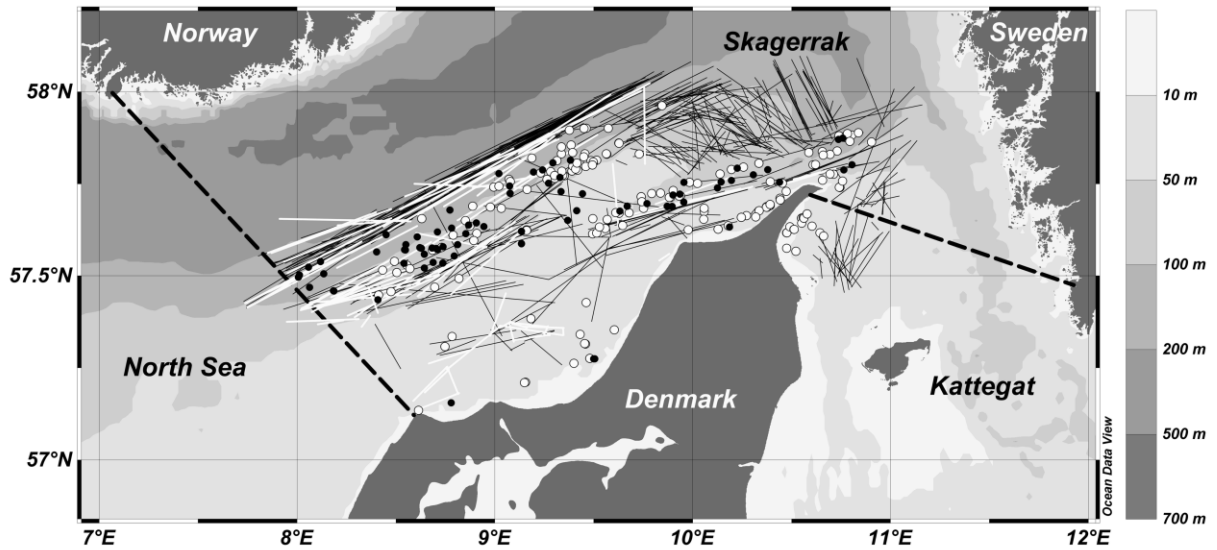 Norway
Skagerrak
Sweden
58°N
57.5°N
57°N
North Sea
Denmark
Kattegat
Ocean Data View
7°E
8°E
9°E
10°E
11°E
12°E
10 m
50 m
100 m
200 m
500 m
700 m